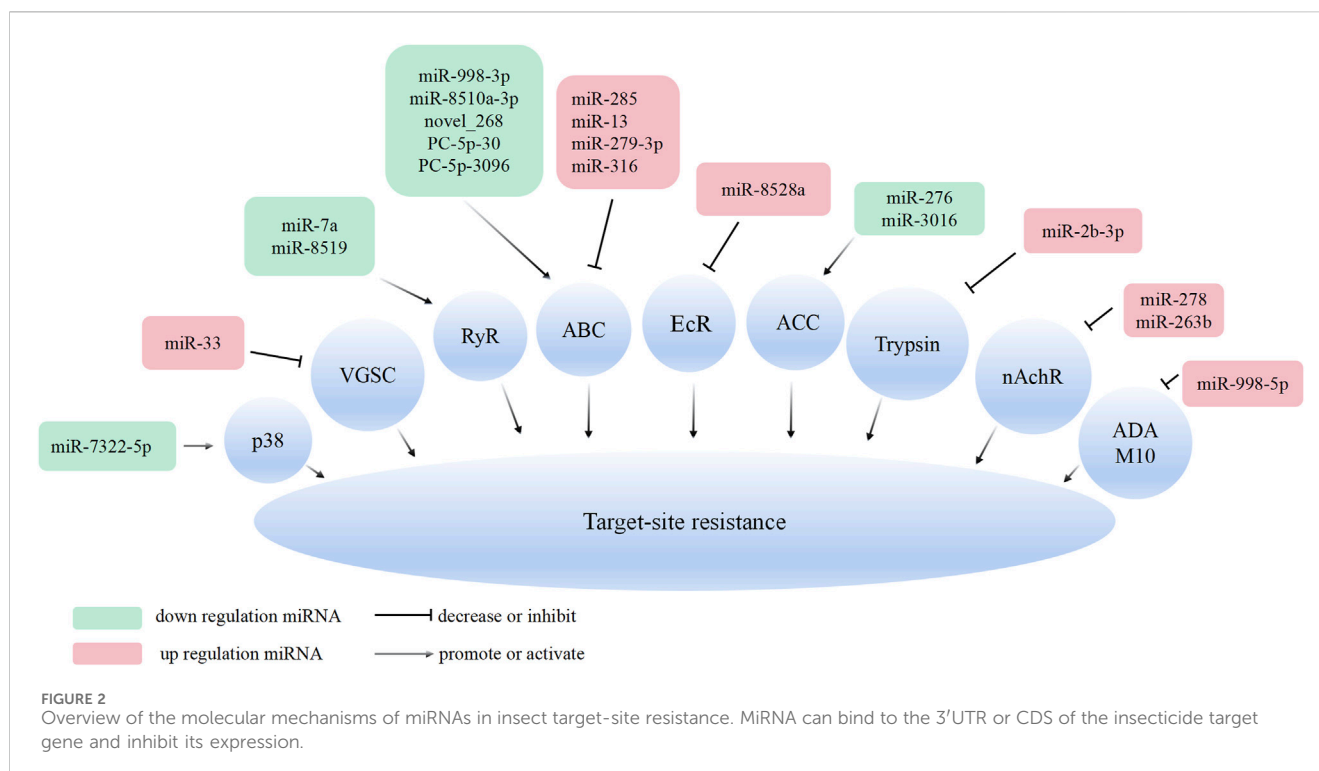 miR-998-3p
miR-8510a-3p
novel_268
PC-5p-30
PC-5p-3096
miR-285
miR-13
miR-279-3p
miR-316
miR-8528a
miR-276
miR-3016
miR-2b-3p
miR-7a
miR-8519
miR-278
miR-263b
miR-33
miR-998-5p
miR-7322-5p
p38
VGSC
RyR
ABC
EcR
ACC
Trypsin
nAchR
ADA
M10
Target-site resistance
down regulation miRNA
decrease or inhibit
up regulation miRNA
promote or activate
FIGURE 2
Overview of the molecular mechanisms of miRNAs in insect target-site resistance. MiRNA can bind to the 3′UTR or CDS of the insecticide target
gene and inhibit its expression.